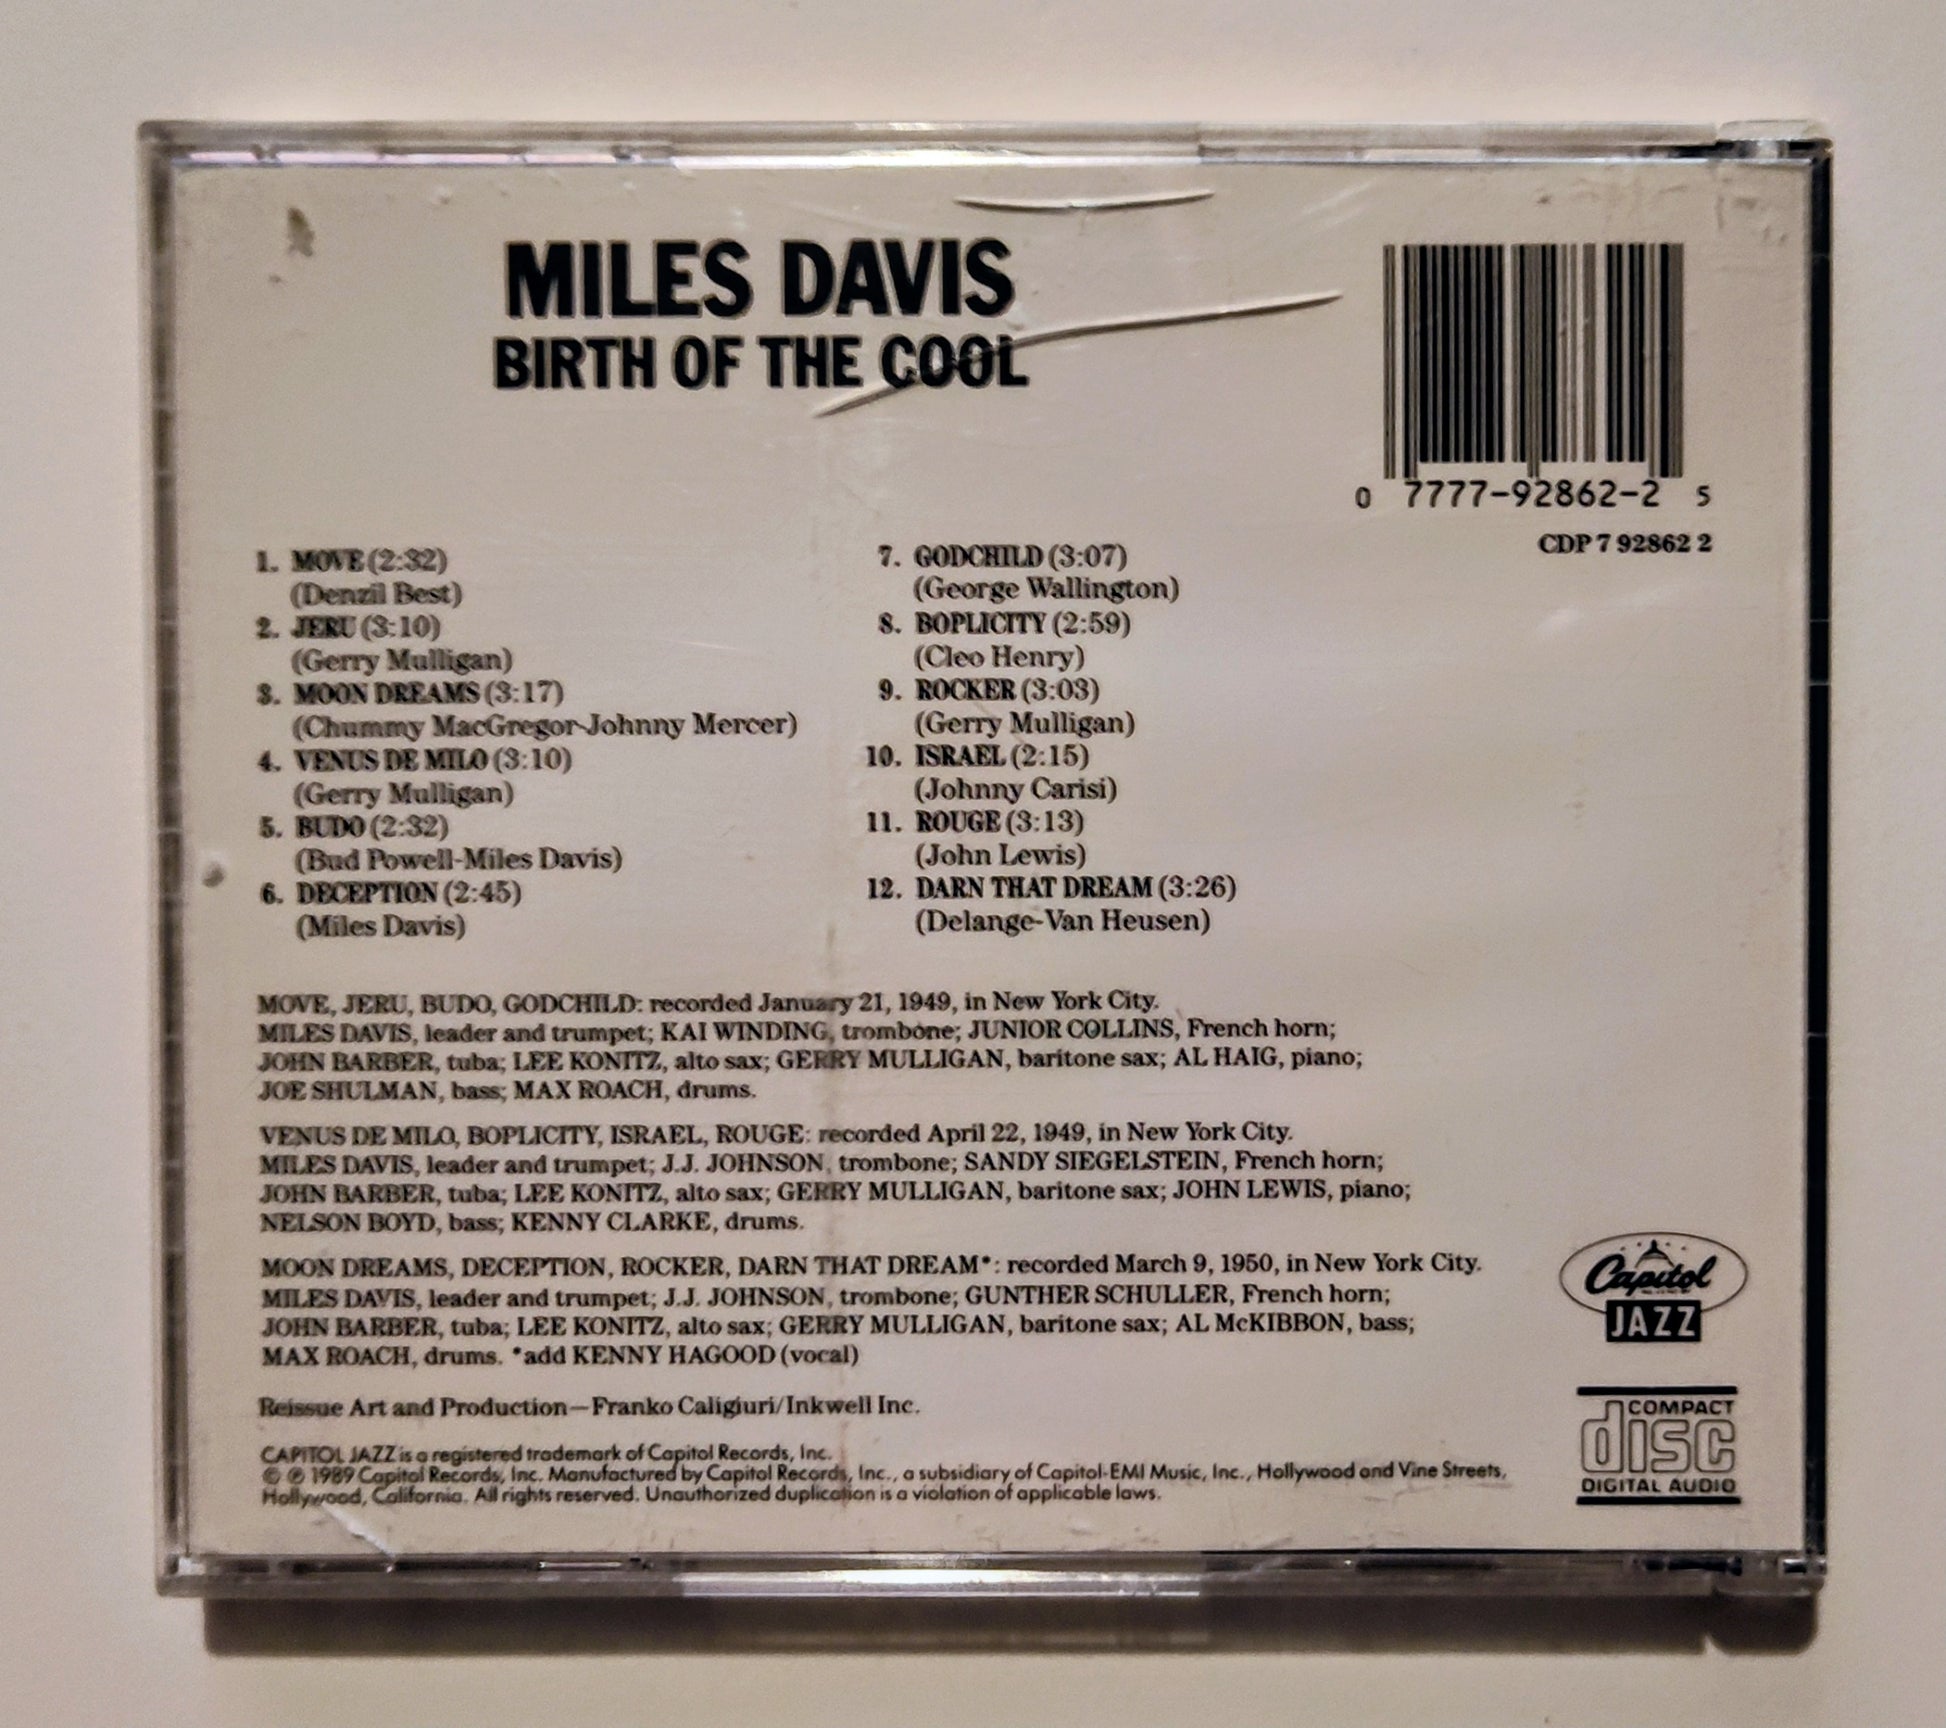 MILES DAVIS
BIRTH OF THE COOL
0 7777-92862-2 5
CDP 7 92862 2
1. MOVE (2:32)
(Denzil Best)
2. JERU (3:10)
(Gerry Mulligan)
3. MOON DREAMS (3:17)
(Chummy MacGregor-Johnny Mercer)
4. VENUS DE MILO (3:10)
(Gerry Mulligan)
5. BUDO (2:32)
(Bud Powell-Miles Davis)
6. DECEPTION (2:45)
(Miles Davis)
7. GODCHILD (3:07)
(George Wallington)
8. BOPLICITY (2:59)
(Cleo Henry)
9. ROCKER (3:03)
(Gerry Mulligan)
10. ISRAEL (2:15)
(Johnny Carisi)
11. ROUGE (3:13)
(John Lewis)
12. DARN THAT DREAM (3:26)
(Delange-Van Heusen)
MOVE, JERU, BUDO, GODCHILD: recorded January 21, 1949, in New York City.
MILES DAVIS, leader and trumpet; KAI WINDING, trombone; JUNIOR COLLINS, French horn;
JOHN BARBER, tuba; LEE KONITZ, alto sax; GERRY MULLIGAN, baritone sax; AL HAIG, piano;
JOE SHULMAN, bass; MAX ROACH, drums.
VENUS DE MILO, BOPLICITY, ISRAEL, ROUGE: recorded April 22, 1949, in New York City.
MILES DAVIS, leader and trumpet; J.J. JOHNSON, trombone; SANDY SIEGELSTEIN, French horn;
JOHN BARBER, tuba; LEE KONITZ, alto sax; GERRY MULLIGAN, baritone sax; JOHN LEWIS, piano;
NELSON BOYD, bass; KENNY CLARKE, drums.
MOON DREAMS, DECEPTION, ROCKER, DARN THAT DREAM*: recorded March 9, 1950, in New York City.
MILES DAVIS, leader and trumpet; J.J. JOHNSON, trombone; GUNTHER SCHULLER, French horn;
JOHN BARBER, tuba; LEE KONITZ, alto sax; GERRY MULLIGAN, baritone sax; AL McKIBBON, bass;
MAX ROACH, drums. *add KENNY HAGOOD (vocal)
Reissue Art and Production—Franko Caligiuri/Inkwell Inc.
CAPITOL JAZZ is a registered trademark of Capitol Records, Inc.
© ℗ 1989 Capitol Records, Inc. Manufactured by Capitol Records, Inc., a subsidiary of Capitol-EMI Music, Inc., Hollywood and Vine Streets,
Hollywood, California. All rights reserved. Unauthorized duplication is a violation of applicable laws.
Capitol
JAZZ
COMPACT
disc
DIGITAL AUDIO